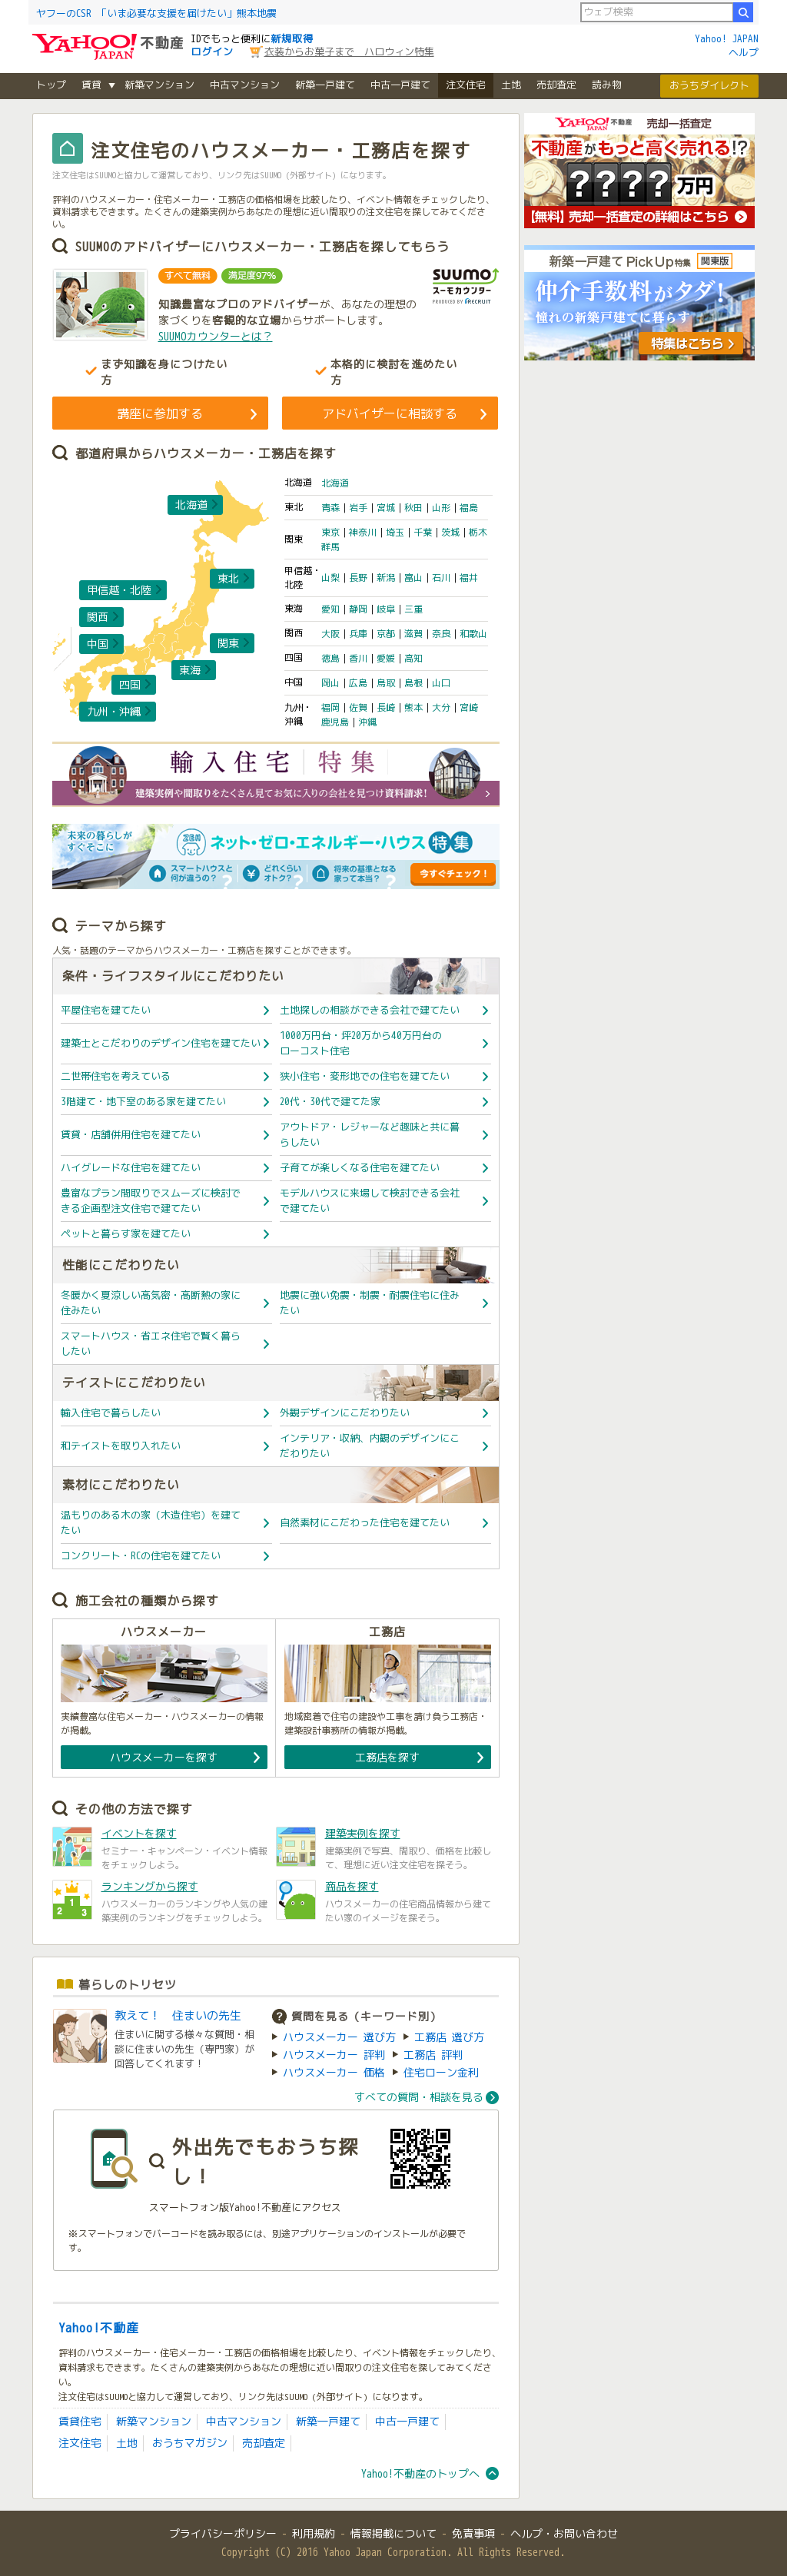 ヤフーのCSR 「いま必要な支援を届けたい」熊本地震
ウェブ検索
YAHOO! JAPAN 不動産
IDでもっと便利に新規取得
ログイン
衣装からお菓子まで ハロウィン特集
Yahoo! JAPAN
ヘルプ
トップ 賃貸 ▼ 新築マンション 中古マンション 新築一戸建て 中古一戸建て 注文住宅 土地 売却査定 読み物 おうちダイレクト
注文住宅のハウスメーカー・工務店を探す
注文住宅はSUUMOと協力して運営しており、リンク先はSUUMO (外部サイト) になります。
評判のハウスメーカー・住宅メーカー・工務店の価格相場を比較したり、イベント情報をチェックしたり、
資料請求もできます。たくさんの建築実例からあなたの理想に近い間取りの注文住宅を探してみてくださ
い。
YAHOO! JAPAN 不動産 売却一括査定
不動産がもっと高く売れる!?
????万円
【無料】売却一括査定の詳細はこちら
新築一戸建て Pick Up 特集 関東版
仲介手数料がタダ!
憧れの新築戸建てに暮らす
特集はこちら
SUUMOのアドバイザーにハウスメーカー・工務店を探してもらう
すべて無料 満足度97%
知識豊富なプロのアドバイザーが、あなたの理想の
家づくりを客観的な立場からサポートします。
SUUMOカウンターとは?
suumo
スーモカウンター
PRODUCED BY RECRUIT
まず知識を身につけたい
方
本格的に検討を進めたい
方
講座に参加する
アドバイザーに相談する
都道府県からハウスメーカー・工務店を探す
北海道
東北
甲信越・北陸
関西
中国
関東
東海
四国
九州・沖縄
北海道 北海道
東北 青森 | 岩手 | 宮城 | 秋田 | 山形 | 福島
関東 東京 | 神奈川 | 埼玉 | 千葉 | 茨城 | 栃木
群馬
甲信越・
北陸
山梨 | 長野 | 新潟 | 富山 | 石川 | 福井
東海 愛知 | 静岡 | 岐阜 | 三重
関西 大阪 | 兵庫 | 京都 | 滋賀 | 奈良 | 和歌山
四国 徳島 | 香川 | 愛媛 | 高知
中国 岡山 | 広島 | 鳥取 | 島根 | 山口
九州・
沖縄
福岡 | 佐賀 | 長崎 | 熊本 | 大分 | 宮崎
鹿児島 | 沖縄
輸入住宅 特集
建築実例や間取りをたくさん見てお気に入りの会社を見つけ資料請求!
未来の暮らしが
すぐそこに
ネット・ゼロ・エネルギー・ハウス 特集
スマートハウスと
何が違うの?
どれくらい
オトク?
将来の基準となる
家って本当?
今すぐチェック!
テーマから探す
人気・話題のテーマからハウスメーカー・工務店を探すことができます。
条件・ライフスタイルにこだわりたい
平屋住宅を建てたい
土地探しの相談ができる会社で建てたい
建築士とこだわりのデザイン住宅を建てたい
1000万円台・坪20万から40万円台の
ローコスト住宅
二世帯住宅を考えている
狭小住宅・変形地での住宅を建てたい
3階建て・地下室のある家を建てたい
20代・30代で建てた家
賃貸・店舗併用住宅を建てたい
アウトドア・レジャーなど趣味と共に暮
らしたい
ハイグレードな住宅を建てたい
子育てが楽しくなる住宅を建てたい
豊富なプラン間取りでスムーズに検討で
きる企画型注文住宅で建てたい
モデルハウスに来場して検討できる会社
で建てたい
ペットと暮らす家を建てたい
性能にこだわりたい
冬暖かく夏涼しい高気密・高断熱の家に
住みたい
地震に強い免震・制震・耐震住宅に住み
たい
スマートハウス・省エネ住宅で賢く暮ら
したい
テイストにこだわりたい
輸入住宅で暮らしたい
外観デザインにこだわりたい
和テイストを取り入れたい
インテリア・収納、内観のデザインにこ
だわりたい
素材にこだわりたい
温もりのある木の家（木造住宅）を建て
たい
自然素材にこだわった住宅を建てたい
コンクリート・RCの住宅を建てたい
施工会社の種類から探す
ハウスメーカー
工務店
実績豊富な住宅メーカー・ハウスメーカーの情報
が掲載。
地域密着で住宅の建設や工事を請け負う工務店・
建築設計事務所の情報が掲載。
ハウスメーカーを探す
工務店を探す
その他の方法で探す
イベントを探す
セミナー・キャンペーン・イベント情報
をチェックしよう。
建築実例を探す
建築実例で写真、間取り、価格を比較し
て、理想に近い注文住宅を探そう。
ランキングから探す
ハウスメーカーのランキングや人気の建
築実例のランキングをチェックしよう。
商品を探す
ハウスメーカーの住宅商品情報から建て
たい家のイメージを探そう。
暮らしのトリセツ
教えて！ 住まいの先生
住まいに関する様々な質問・相
談に住まいの先生（専門家）が
回答してくれます！
質問を見る（キーワード別）
ハウスメーカー 選び方 工務店 選び方
ハウスメーカー 評判 工務店 評判
ハウスメーカー 価格 住宅ローン金利
すべての質問・相談を見る
外出先でもおうち探
し！
スマートフォン版Yahoo!不動産にアクセス
※スマートフォンでバーコードを読み取るには、別途アプリケーションのインストールが必要で
す。
Yahoo!不動産
評判のハウスメーカー・住宅メーカー・工務店の価格相場を比較したり、イベント情報をチェックしたり、
資料請求もできます。たくさんの建築実例からあなたの理想に近い間取りの注文住宅を探してみてくださ
い。
注文住宅はSUUMOと協力して運営しており、リンク先はSUUMO (外部サイト) になります。
賃貸住宅 新築マンション 中古マンション 新築一戸建て 中古一戸建て
注文住宅 土地 おうちマガジン 売却査定
Yahoo!不動産のトップへ
プライバシーポリシー - 利用規約 - 情報掲載について - 免責事項 - ヘルプ・お問い合わせ
Copyright (C) 2016 Yahoo Japan Corporation. All Rights Reserved.